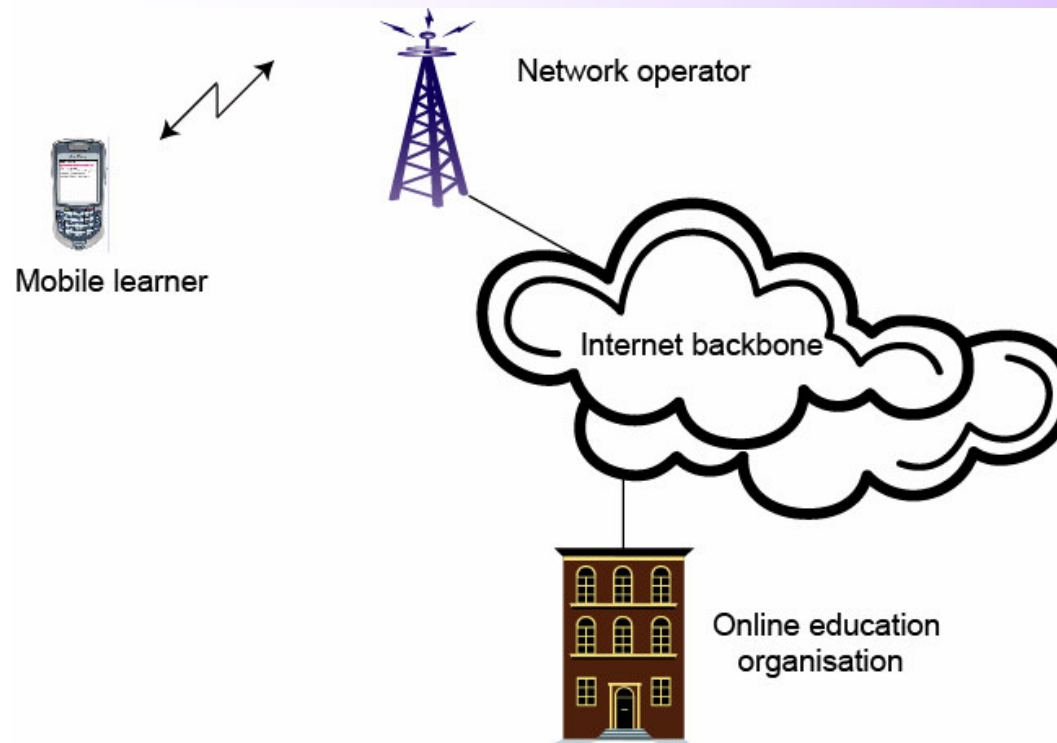 Network operator
Mobile learner
Internet backbone
Online education
organisation